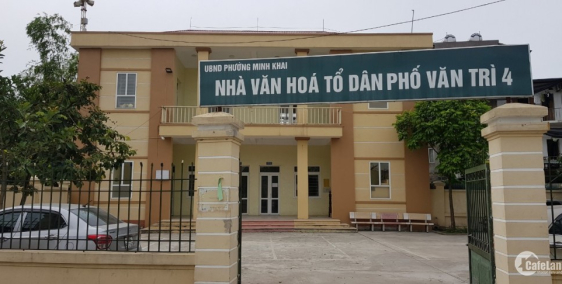 UBND PHƯỜNG MINH KHAI
NHÀ VĂN HOÁ TỔ DÂN PHỐ VĂN TRÌ 4
CafeLand